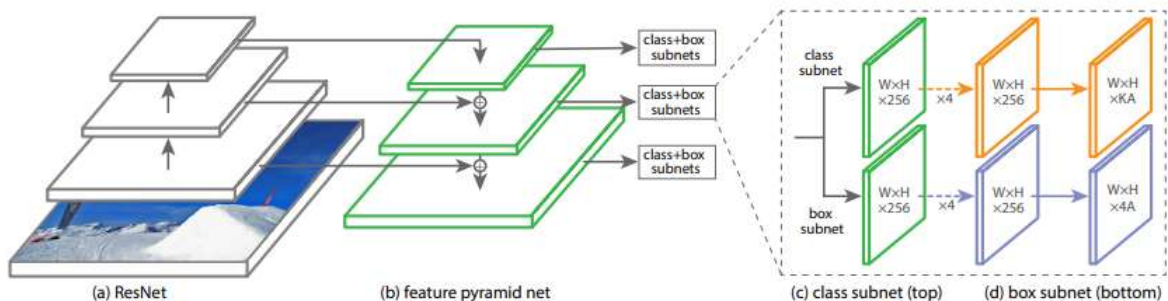 class+box
subnets
class+box
subnets
class+box
subnets
class
subnet
box
subnet
W×H
×256
×4
W×H
×256
W×H
×KA
W×H
×256
×4
W×H
×256
W×H
×4A
(a) ResNet
(b) feature pyramid net
(c) class subnet (top)
(d) box subnet (bottom)